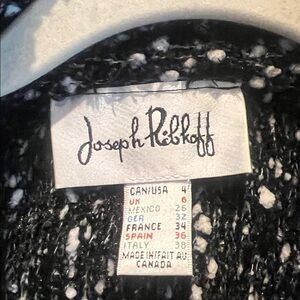 Joseph Ribkoff
CAN/USA 4
UK 6
MEXICO 26
GER 32
FRANCE 34
SPAIN 36
ITALY 38
MADE IN/FAIT AU
CANADA